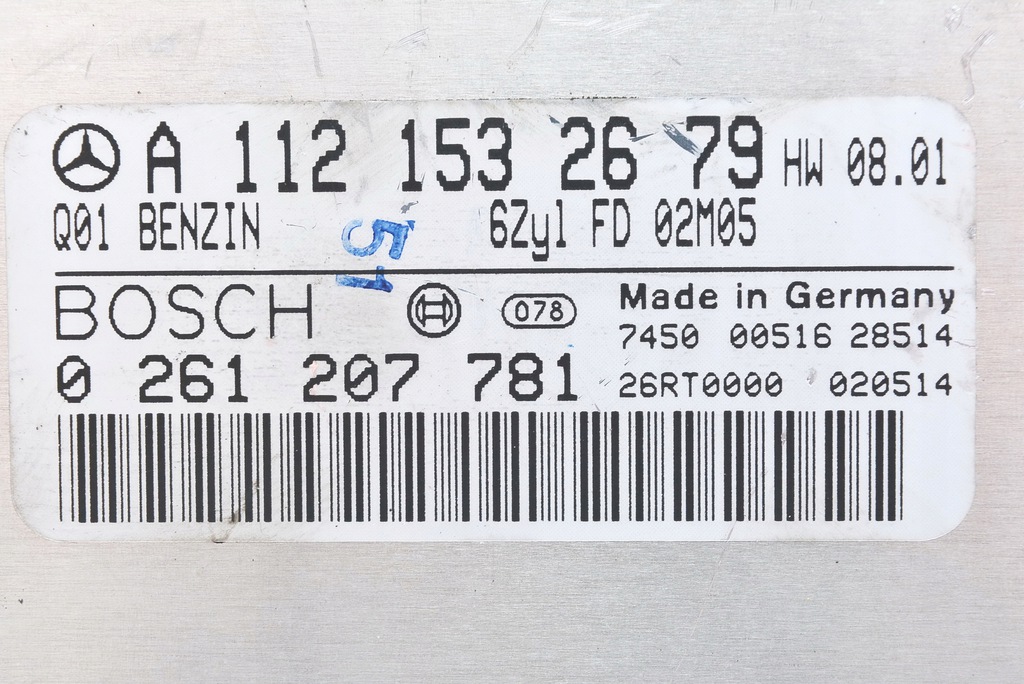 A 112 153 26 79 HW 08.01
Q01 BENZIN 6Zyl FD 02M05
51
BOSCH 078 Made in Germany
7450 00516 28514
0 261 207 781 26RT0000 020514